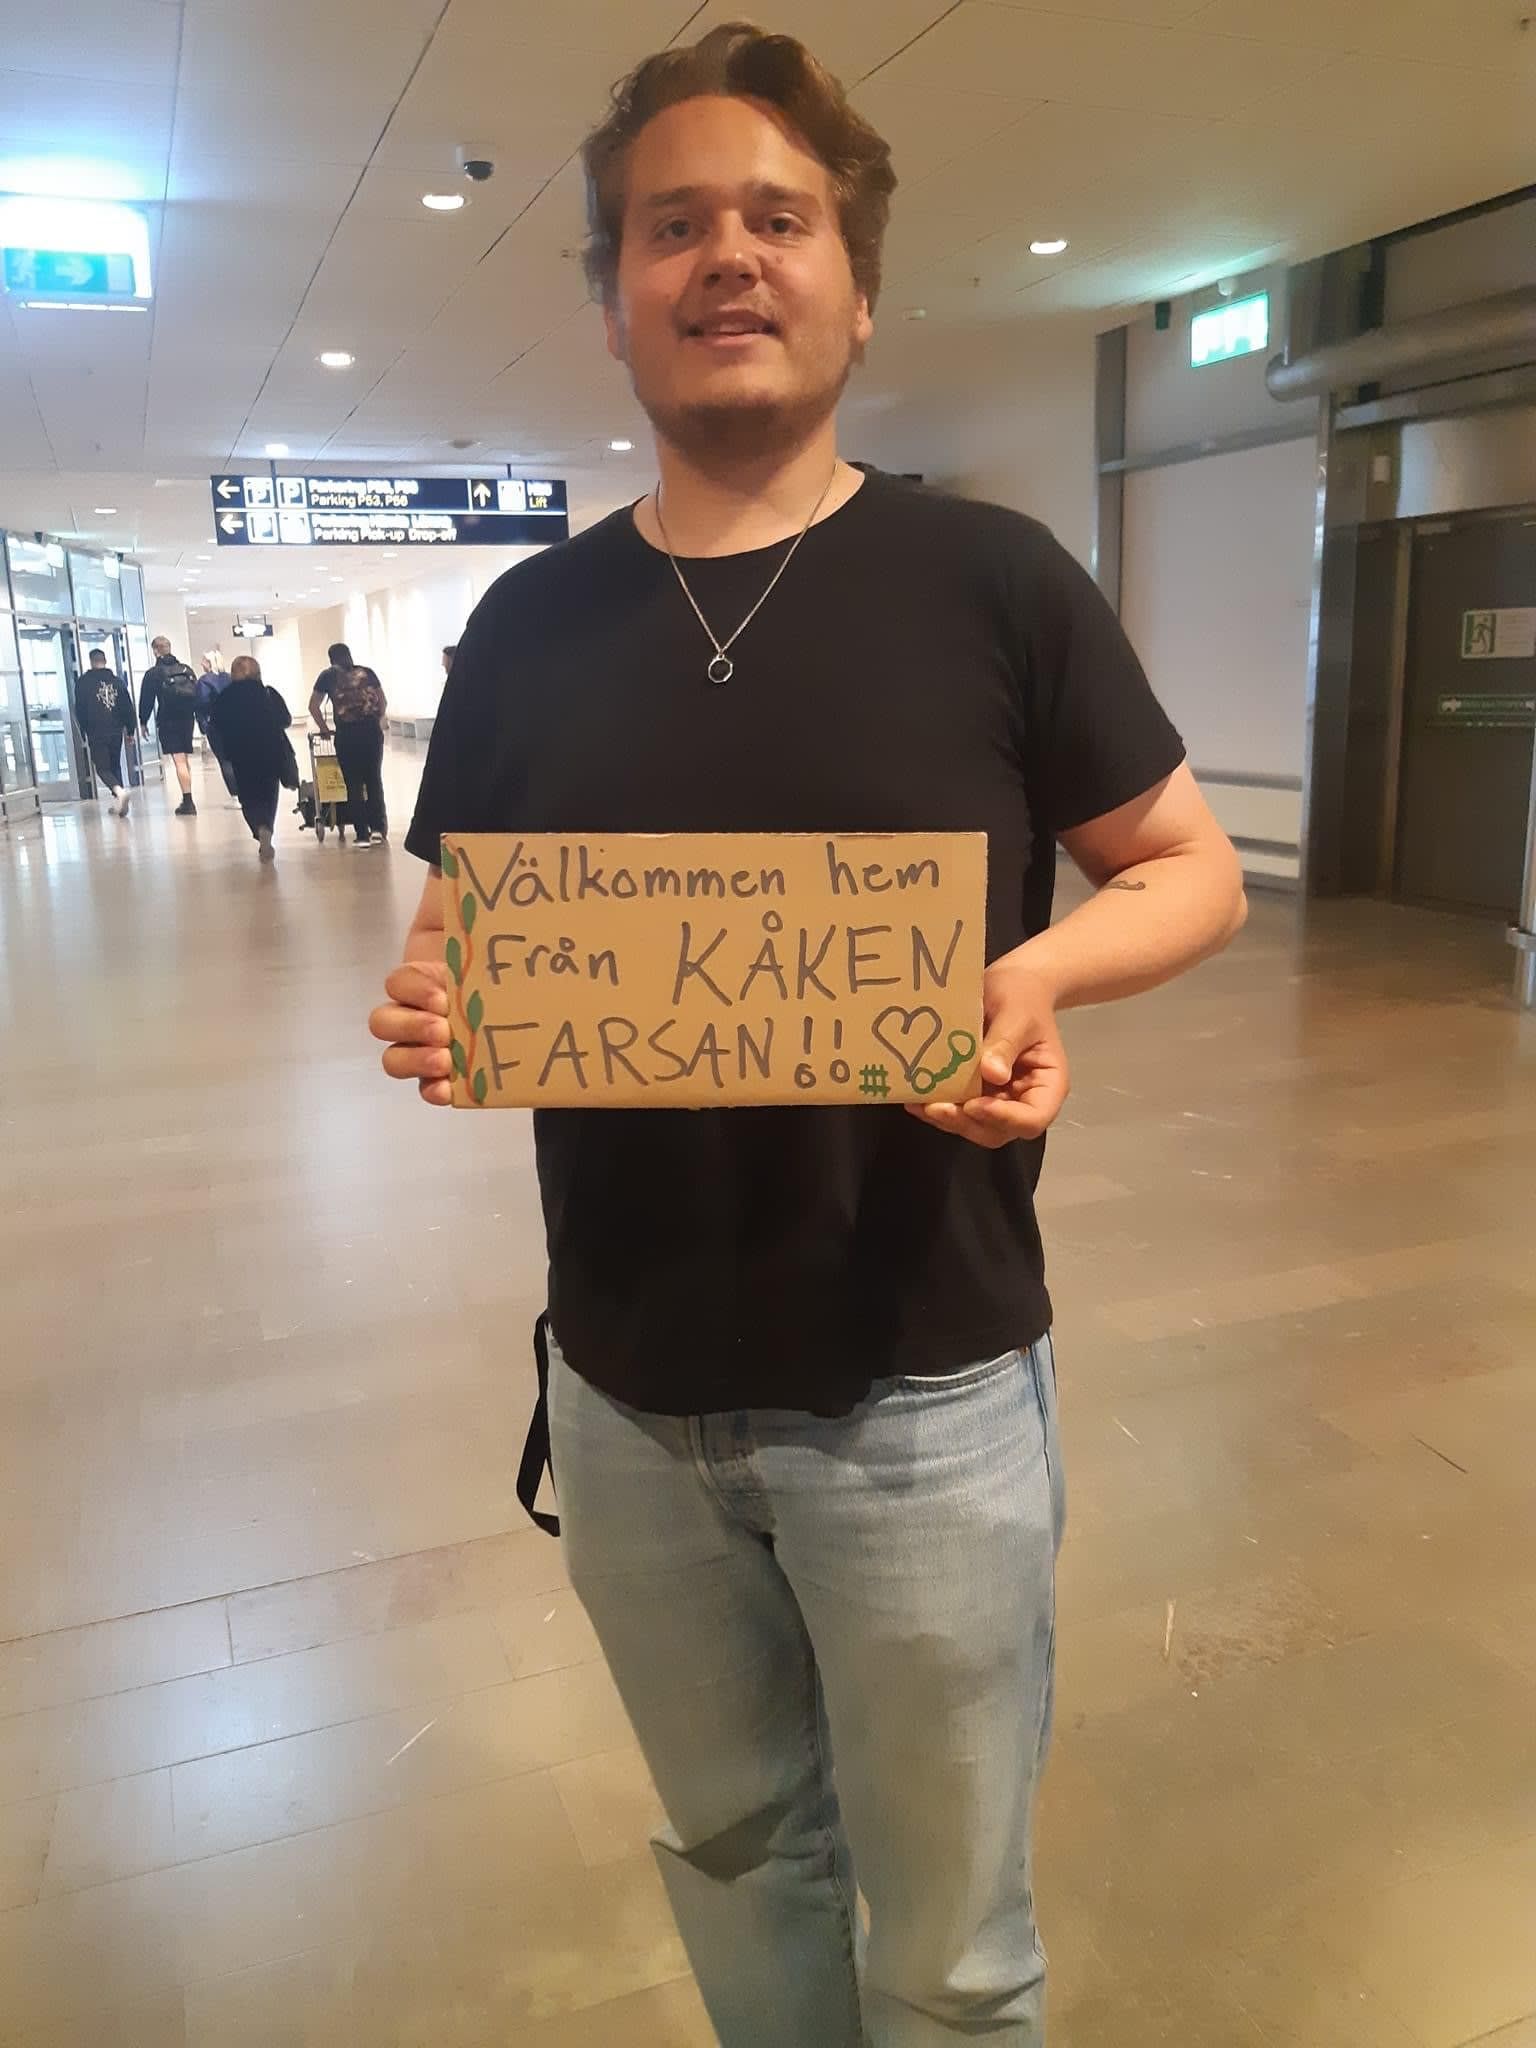 Parking P53, P56
Lift
Parking Pick-up Drop-off
Välkommen hem
från KÅKEN
FARSAN!!